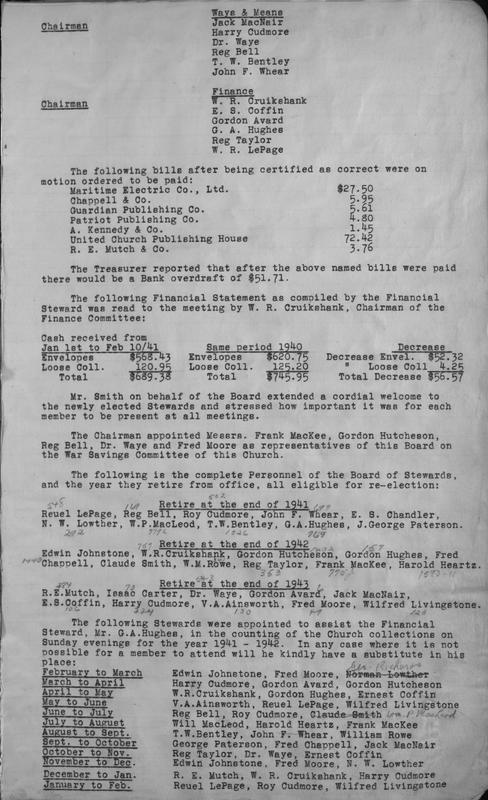 Ways & Means
Chairman Jack MacNair
Harry Cudmore
Dr. Waye
Reg Bell
T. W. Bentley
John F. Whear
Finance
Chairman W. R. Cruikshank
E. S. Coffin
Gordon Avard
G. A. Hughes
Reg Taylor
W. R. LePage
The following bills after being certified as correct were on
motion ordered to be paid:
Maritime Electric Co., Ltd. $27.50
Chappell & Co. 5.95
Guardian Publishing Co. 5.61
Patriot Publishing Co. 4.80
A. Kennedy & Co. 1.45
United Church Publishing House 72.42
R. E. Mutch & Co. 3.76
The Treasurer reported that after the above named bills were paid
there would be a Bank overdraft of $51.71.
The following Financial Statement as compiled by the Financial
Steward was read to the meeting by W. R. Cruikshank, Chairman of the
Finance Committee:
Cash received from
Jan 1st to Feb 10/41 Same period 1940 Decrease
Envelopes $568.43 Envelopes $620.75 Decrease Envel. $52.32
Loose Coll. 120.95 Loose Coll. 125.20 " Loose Coll 4.25
Total $689.38 Total $745.95 Total Decrease $56.57
Mr. Smith on behalf of the Board extended a cordial welcome to
the newly elected Stewards and stressed how important it was for each
member to be present at all meetings.
The Chairman appointed Messrs. Frank MacKee, Gordon Hutcheson,
Reg Bell, Dr. Waye and Fred Moore as representatives of this Board on
the War Savings Committee of this Church.
The following is the complete Personnel of the Board of Stewards,
and the year they retire from office, all eligible for re-election:
Retire at the end of 1941
Reuel LePage, Reg Bell, Roy Cudmore, John F. Whear, E. S. Chandler,
N. W. Lowther, W.P.MacLeod, T.W.Bentley, G.A.Hughes, J.George Paterson.
Retire at the end of 1942
Edwin Johnstone, W.R.Cruikshank, Gordon Hutcheson, Gordon Hughes, Fred
Chappell, Claude Smith, W.M.Rowe, Reg Taylor, Frank MacKee, Harold Heartz.
Retire at the end of 1943
R.E.Mutch, Isaac Carter, Dr. Waye, Gordon Avard, Jack MacNair,
E.S.Coffin, Harry Cudmore, V.A.Ainsworth, Fred Moore, Wilfred Livingstone.
The following Stewards were appointed to assist the Financial
Steward, Mr. G.A.Hughes, in the counting of the Church collections on
Sunday evenings for the year 1941 - 1942. In any case where it is not
possible for a member to attend will he kindly have a substitute in his
place:
February to March Edwin Johnstone, Fred Moore, Norman Lowther
March to April Harry Cudmore, Gordon Avard, Gordon Hutcheson
April to May W.R.Cruikshank, Gordon Hughes, Ernest Coffin
May to June V.A.Ainsworth, Reuel LePage, Wilfred Livingstone
June to July Reg Bell, Roy Cudmore, Claude Smith
July to August Will MacLeod, Harold Heartz, Frank MacKee
August to Sept. T.W.Bentley, John F. Whear, William Rowe
Sept. to October George Paterson, Fred Chappell, Jack MacNair
October to Nov. Reg Taylor, Dr. Waye, Ernest Coffin
November to Dec. Edwin Johnstone, Fred Moore, N. W. Lowther
December to Jan. R. E. Mutch, W. R. Cruikshank, Harry Cudmore
January to Feb. Reuel LePage, Roy Cudmore, Wilfred Livingstone